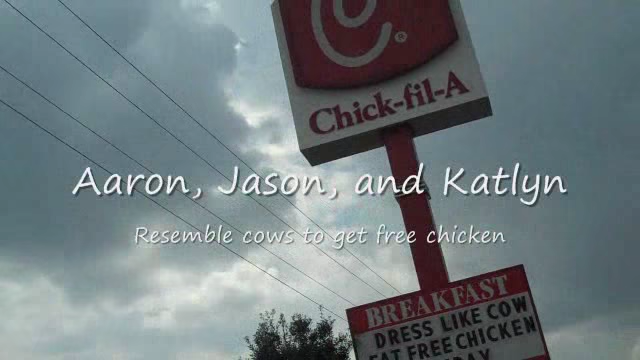 Chick-fil-A
Aaron, Jason, and Katlyn
Resemble cows to get free chicken
BREAKFAST
DRESS LIKE COW
EAT FREE CHICKEN
DAY